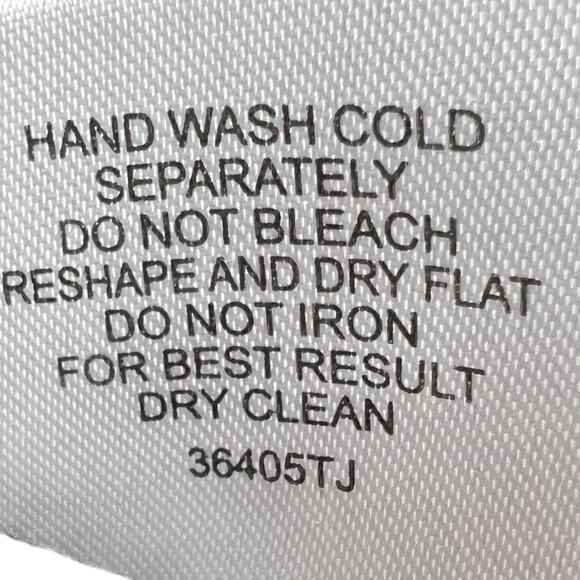 HAND WASH COLD
SEPARATELY
DO NOT BLEACH
RESHAPE AND DRY FLAT
DO NOT IRON
FOR BEST RESULT
DRY CLEAN
36405TJ